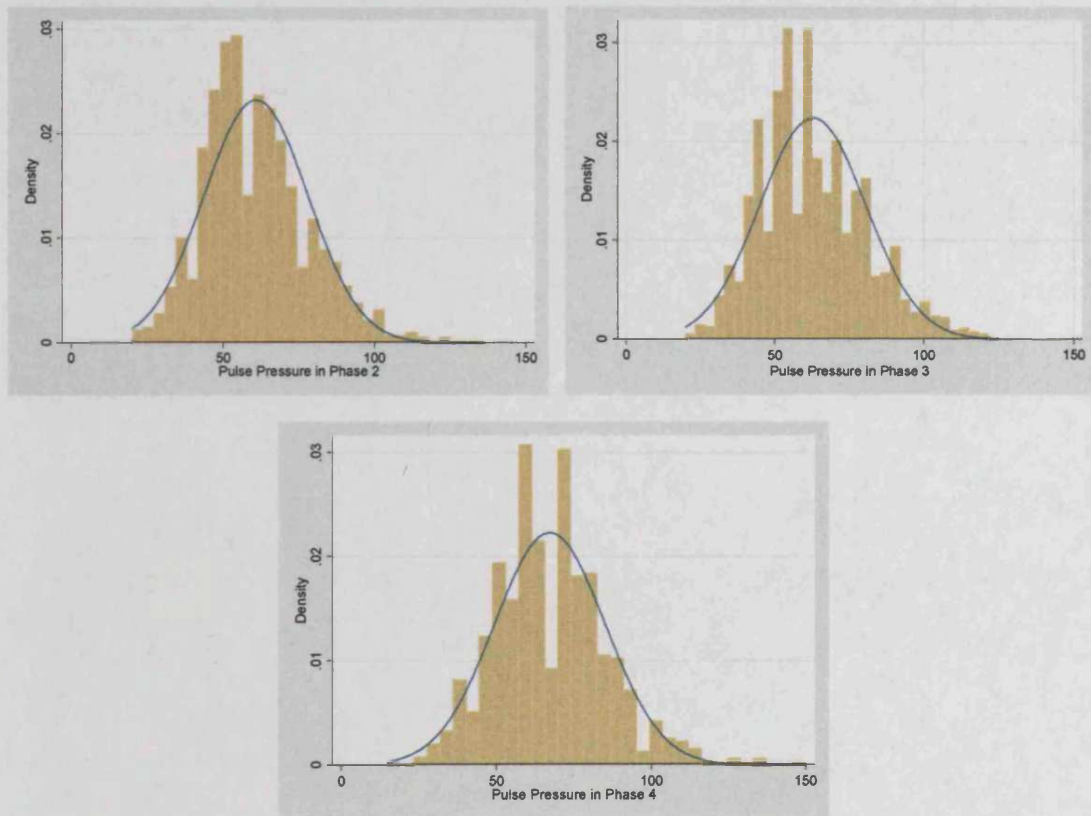 .03
.02
.01
0
Density
0 50 100 150
Pulse Pressure in Phase 2
.03
.02
.01
0
Density
0 50 100 150
Pulse Pressure in Phase 3
.03
.02
.01
0
Density
0 50 100 150
Pulse Pressure in Phase 4